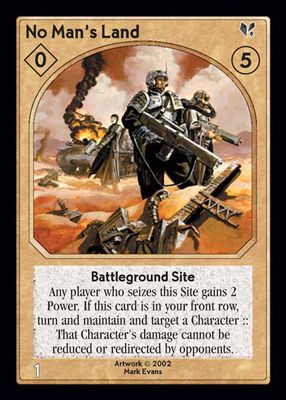 No Man's Land
0
5
Battleground Site
Any player who seizes this Site gains 2
Power. If this card is in your front row,
turn and maintain and target a Character ::
That Character's damage cannot be
reduced or redirected by opponents.
1
Artwork © 2002
Mark Evans